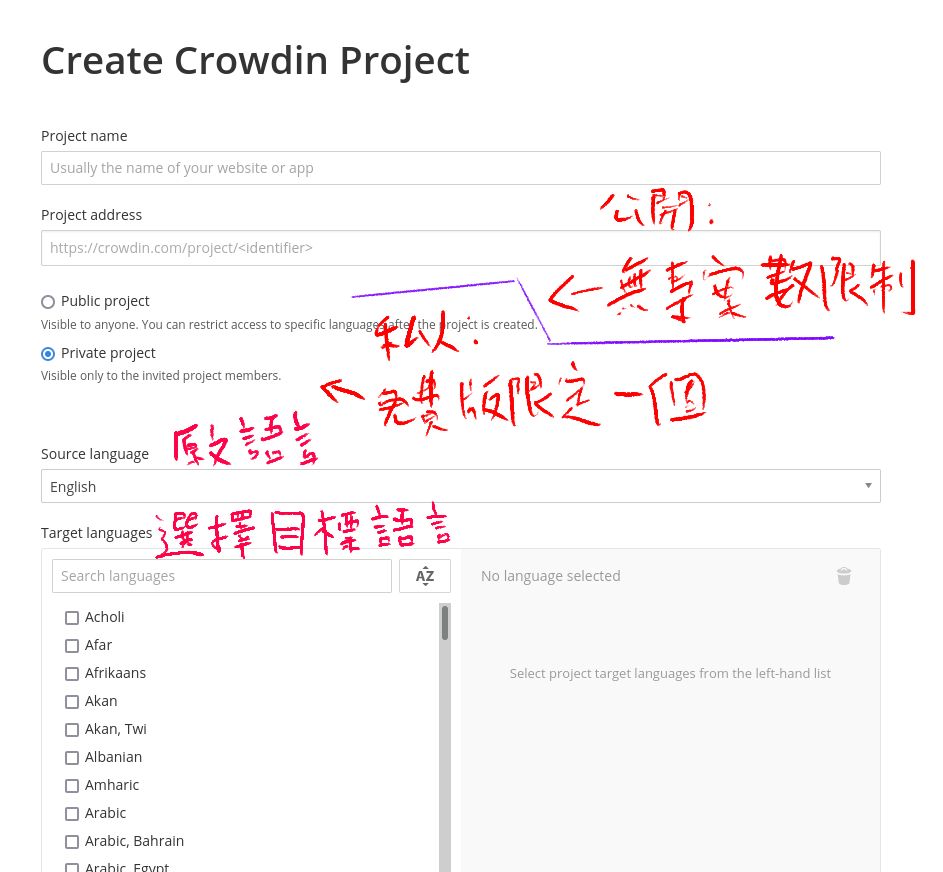 Create Crowdin Project
Project name
Usually the name of your website or app
Project address
公開:
https://crowdin.com/project/<identifier>
←無專案數限制
Public project
Visible to anyone. You can restrict access to specific languages after the project is created.
私人:
Private project
Visible only to the invited project members.
←免費版限定一個
Source language 原文語言
English
Target languages 選擇目標語言
Search languages
AZ
No language selected
Acholi
Afar
Afrikaans
Select project target languages from the left-hand list
Akan
Akan, Twi
Albanian
Amharic
Arabic
Arabic, Bahrain
Arabic, Egypt